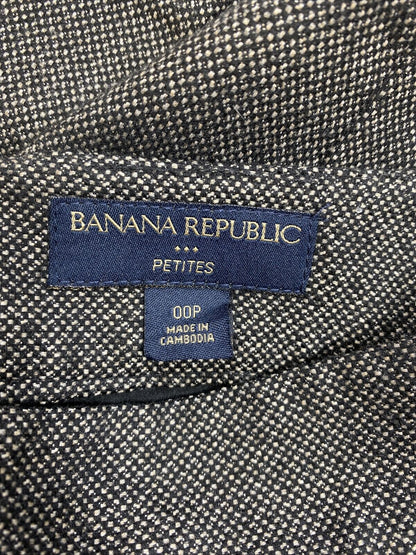 BANANA REPUBLIC
PETITES
00P
MADE IN
CAMBODIA